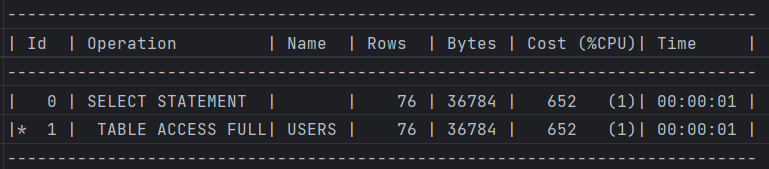 ---------------------------------------------------------------------------
| Id  | Operation         | Name  | Rows  | Bytes | Cost (%CPU)| Time     |
---------------------------------------------------------------------------
|   0 | SELECT STATEMENT  |       |    76 | 36784 |   652   (1)| 00:00:01 |
|*  1 |  TABLE ACCESS FULL| USERS |    76 | 36784 |   652   (1)| 00:00:01 |
---------------------------------------------------------------------------